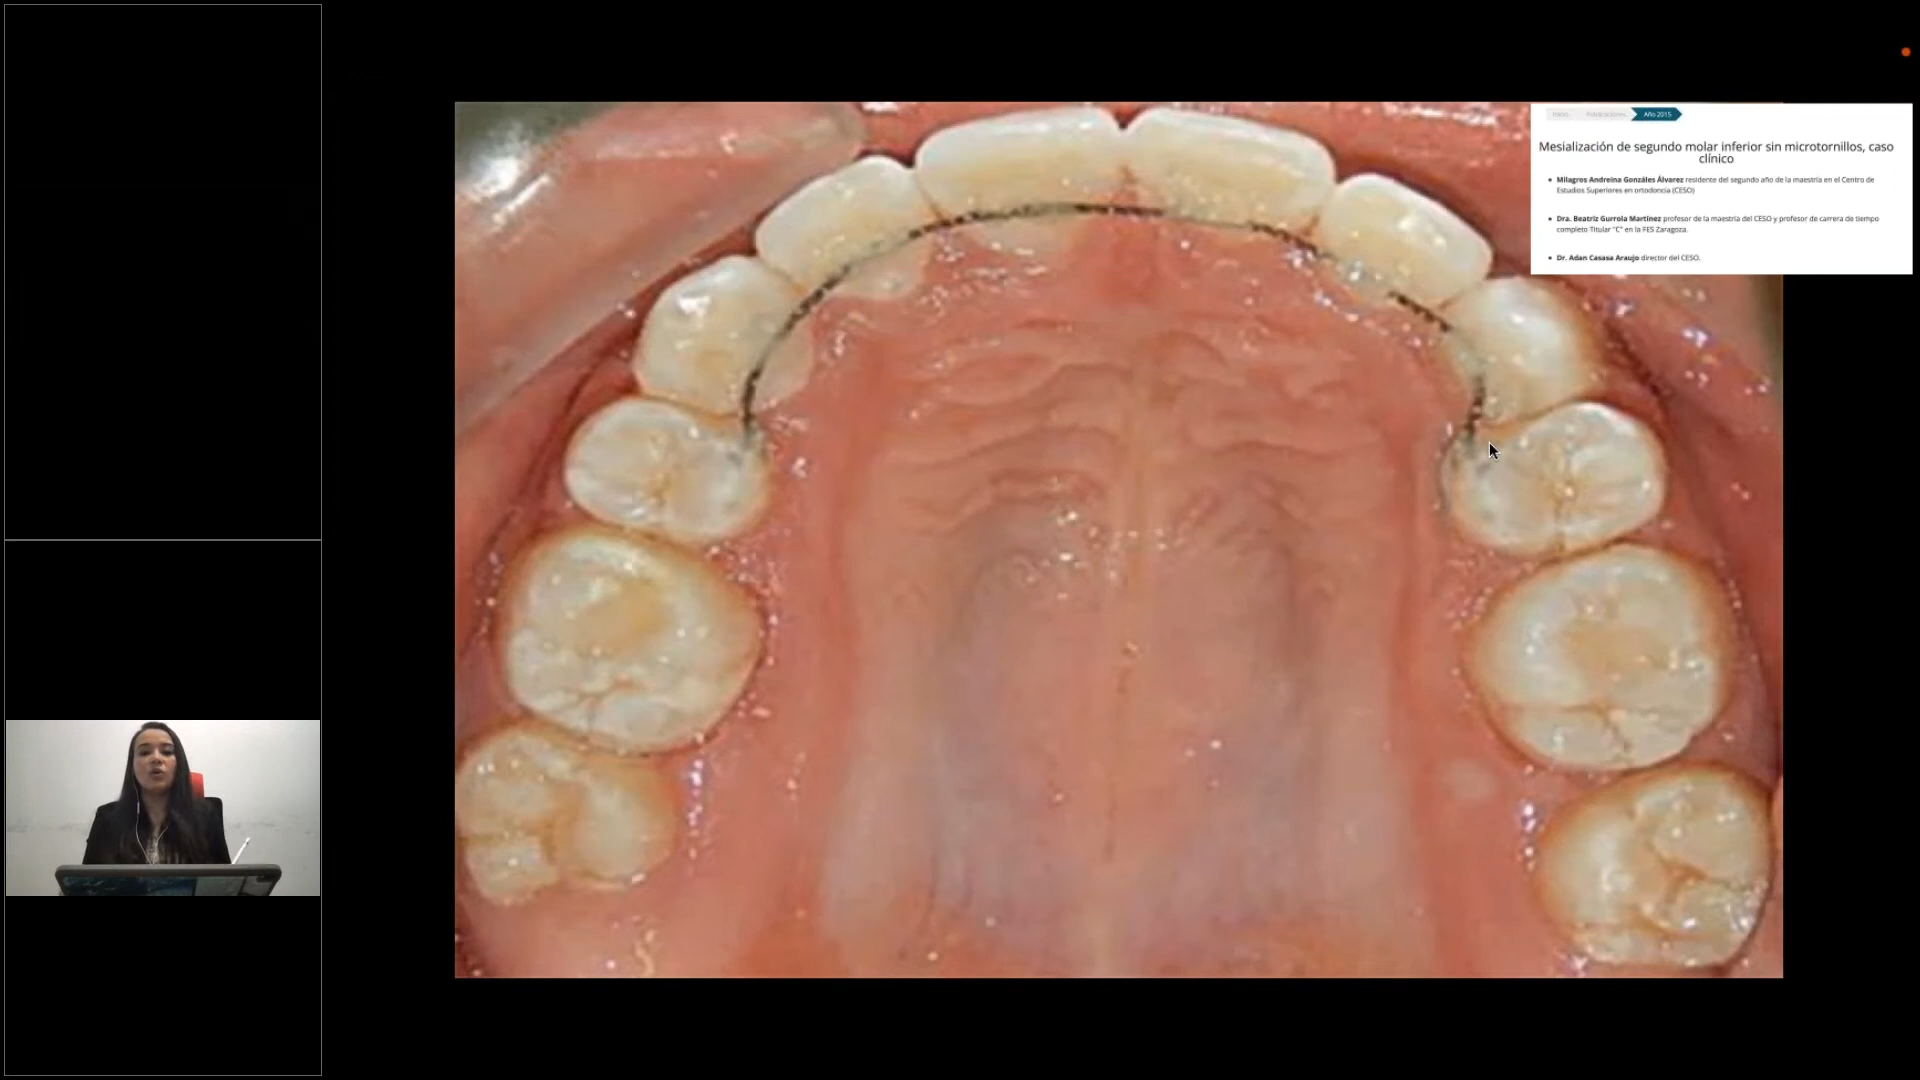 Inicio
Publicaciones
Año 2015
Mesialización de segundo molar inferior sin microtornillos, caso
clínico
Milagros Andreina Gonzáles Álvarez residente del segundo año de la maestría en el Centro de
Estudios Superiores en ortodoncia (CESO)
Dra. Beatriz Gurrola Martínez profesor de la maestría del CESO y profesor de carrera de tiempo
completo Titular "C" en la FES Zaragoza.
Dr. Adan Casasa Araujo director del CESO.